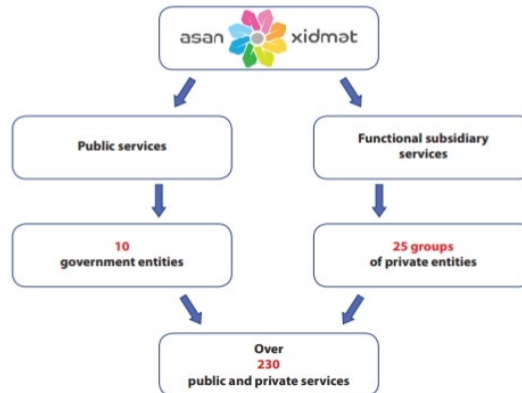 asan xidmət
Public services
Functional subsidiary
services
10
government entities
25 groups
of private entities
Over
230
public and private services